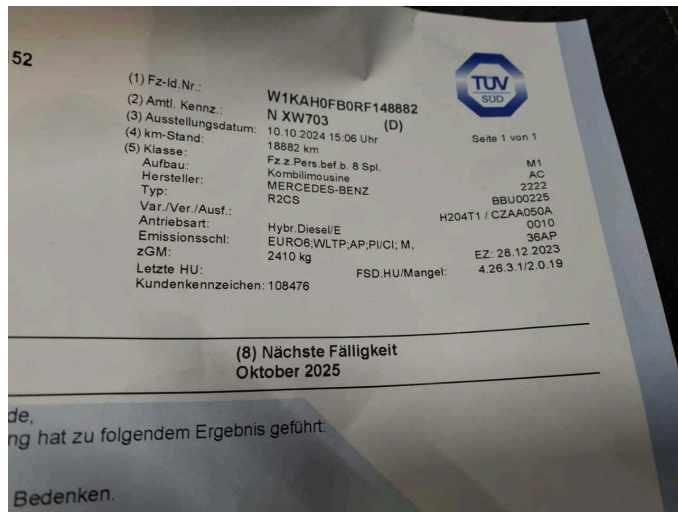 52
TÜV
SÜD
Seite 1 von 1
(1) Fz-Id.Nr.: W1KAH0FB0RF148882
(2) Amtl. Kennz.: N XW703 (D)
(3) Ausstellungsdatum: 10.10.2024 15:06 Uhr
(4) km-Stand: 18882 km
(5) Klasse: Fz.z.Pers.bef.b. 8 Spl. M1
Aufbau: Kombilimousine AC
Hersteller: MERCEDES-BENZ 2222
Typ: R2CS BBU00225
Var./Ver./Ausf.: H204T1 / CZAA050A
Antriebsart: Hybr.Diesel/E 0010
Emissionsschl: EURO6;WLTP;AP;PI/CI; M, 36AP
zGM: 2410 kg EZ: 28.12.2023
Letzte HU: FSD.HU/Mangel: 4.26.3.1/2.0.19
Kundenkennzeichen: 108476
(8) Nächste Fälligkeit
Oktober 2025
de,
ng hat zu folgendem Ergebnis geführt:
Bedenken.